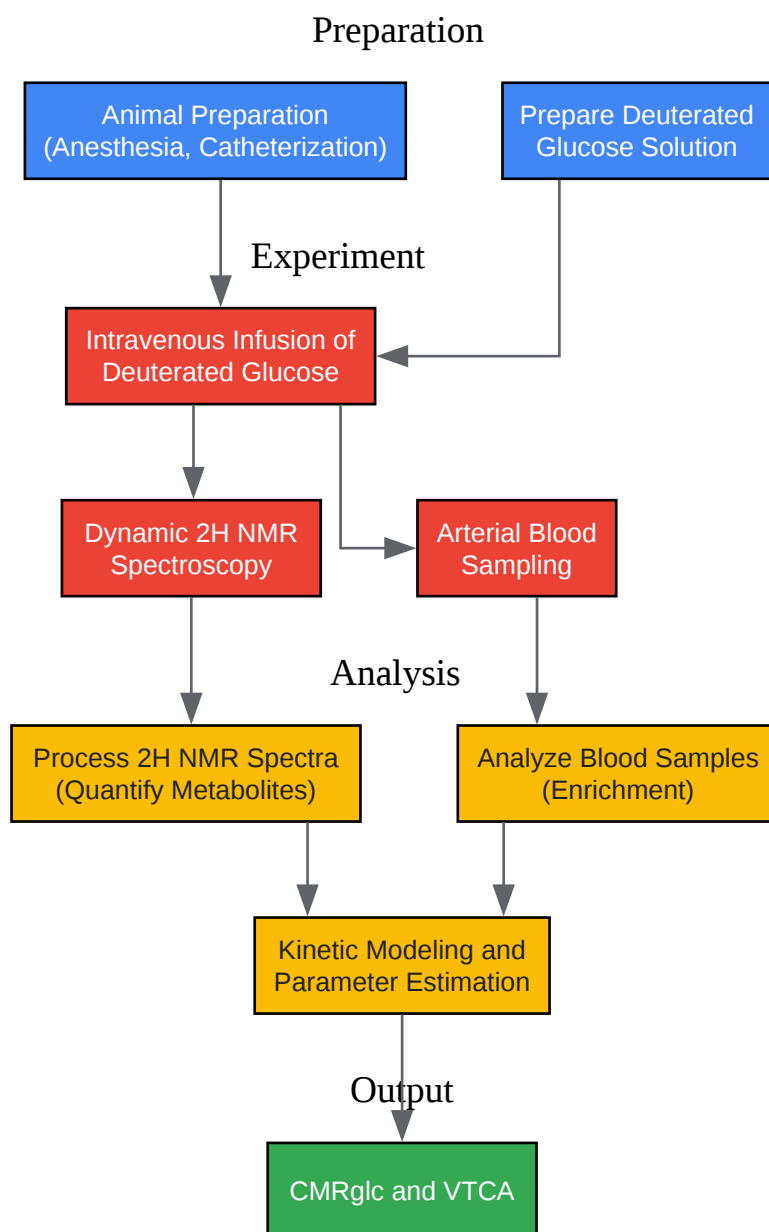 Preparation
Animal Preparation
(Anesthesia, Catheterization)
Prepare Deuterated
Glucose Solution
Experiment
Intravenous Infusion of
Deuterated Glucose
Dynamic 2H NMR
Spectroscopy
Arterial Blood
Sampling
Analysis
Process 2H NMR Spectra
(Quantify Metabolites)
Analyze Blood Samples
(Enrichment)
Kinetic Modeling and
Parameter Estimation
Output
CMRglc and VTCA